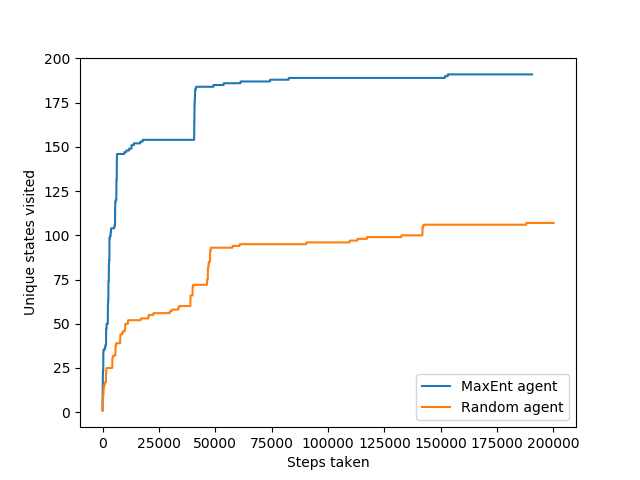 200
175
150
125
100
75
50
25
0
Unique states visited
MaxEnt agent
Random agent
0 25000 50000 75000 100000 125000 150000 175000 200000
Steps taken